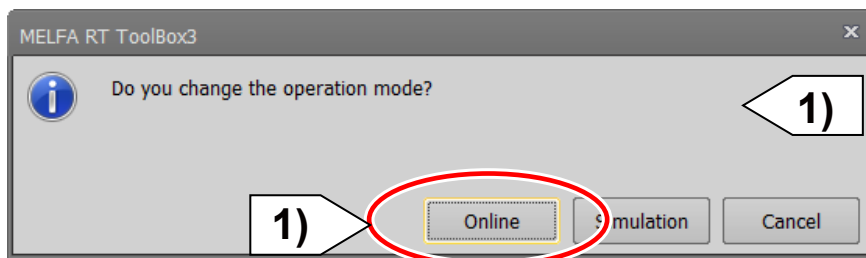 MELFA RT ToolBox3
Do you change the operation mode?
1)
1)
Online
Simulation
Cancel